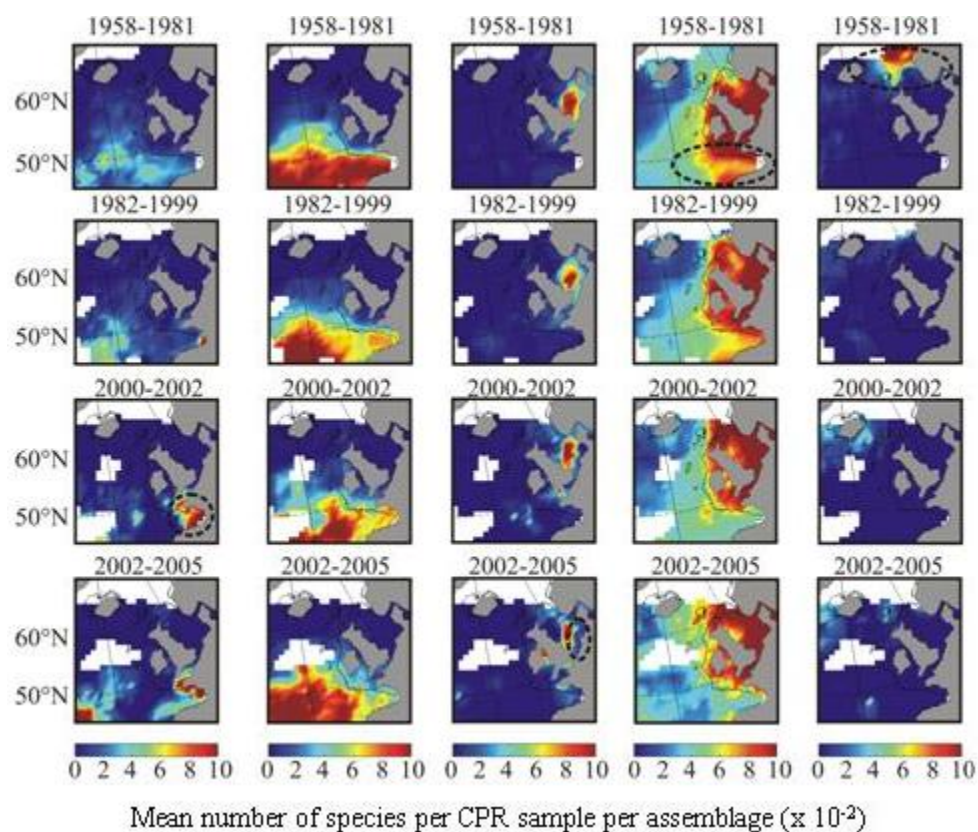 1958-1981 1958-1981 1958-1981 1958-1981 1958-1981
60°N
50°N
1982-1999 1982-1999 1982-1999 1982-1999 1982-1999
60°N
50°N
2000-2002 2000-2002 2000-2002 2000-2002 2000-2002
60°N
50°N
2002-2005 2002-2005 2002-2005 2002-2005 2002-2005
60°N
50°N
0 2 4 6 8 10 0 2 4 6 8 10 0 2 4 6 8 10 0 2 4 6 8 10 0 2 4 6 8 10
Mean number of species per CPR sample per assemblage (x 10⁻²)